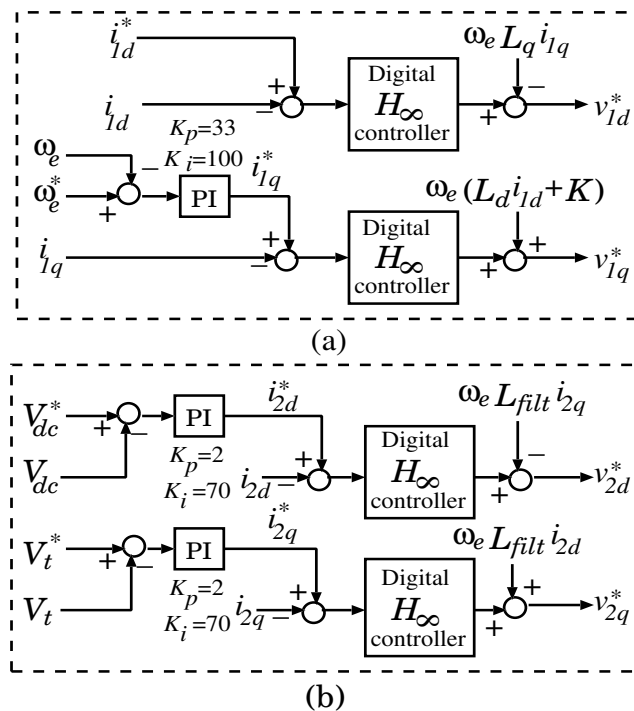 i*1d
ωe Lq i1q
Digital
H∞
controller
+
−
+
−
v*1d
i1d
Kp=33
Ki=100
ωe
−
ω*e
+
PI
i*1q
ωe (Ld i1d + K)
Digital
H∞
controller
+
−
+
+
v*1q
i1q
(a)
V*dc
+
−
PI
i*2d
ωe Lfilt i2q
Vdc
Kp=2
Ki=70
i2d
−
+
Digital
H∞
controller
+
−
v*2d
V*t
+
−
PI
i*2q
ωe Lfilt i2d
Vt
Kp=2
Ki=70
i2q
−
+
Digital
H∞
controller
+
+
v*2q
(b)